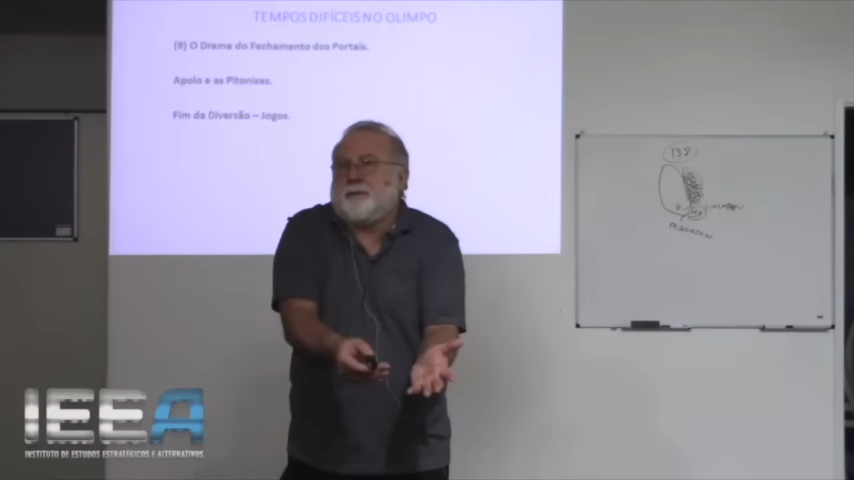 TEMPOS DIFÍCEIS NO OLIMPO
(9) O Drama do Fechamento dos Portais.
Apolo e as Pitonisas.
Fim da Diversão – Jogos.
138
IEEA
INSTITUTO DE ESTUDOS ESTRATÉGICOS E ALTERNATIVOS